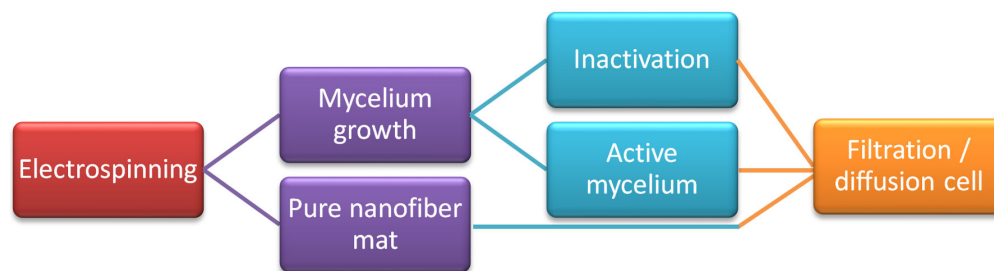 Electrospinning
Mycelium
growth
Pure nanofiber
mat
Inactivation
Active
mycelium
Filtration /
diffusion cell